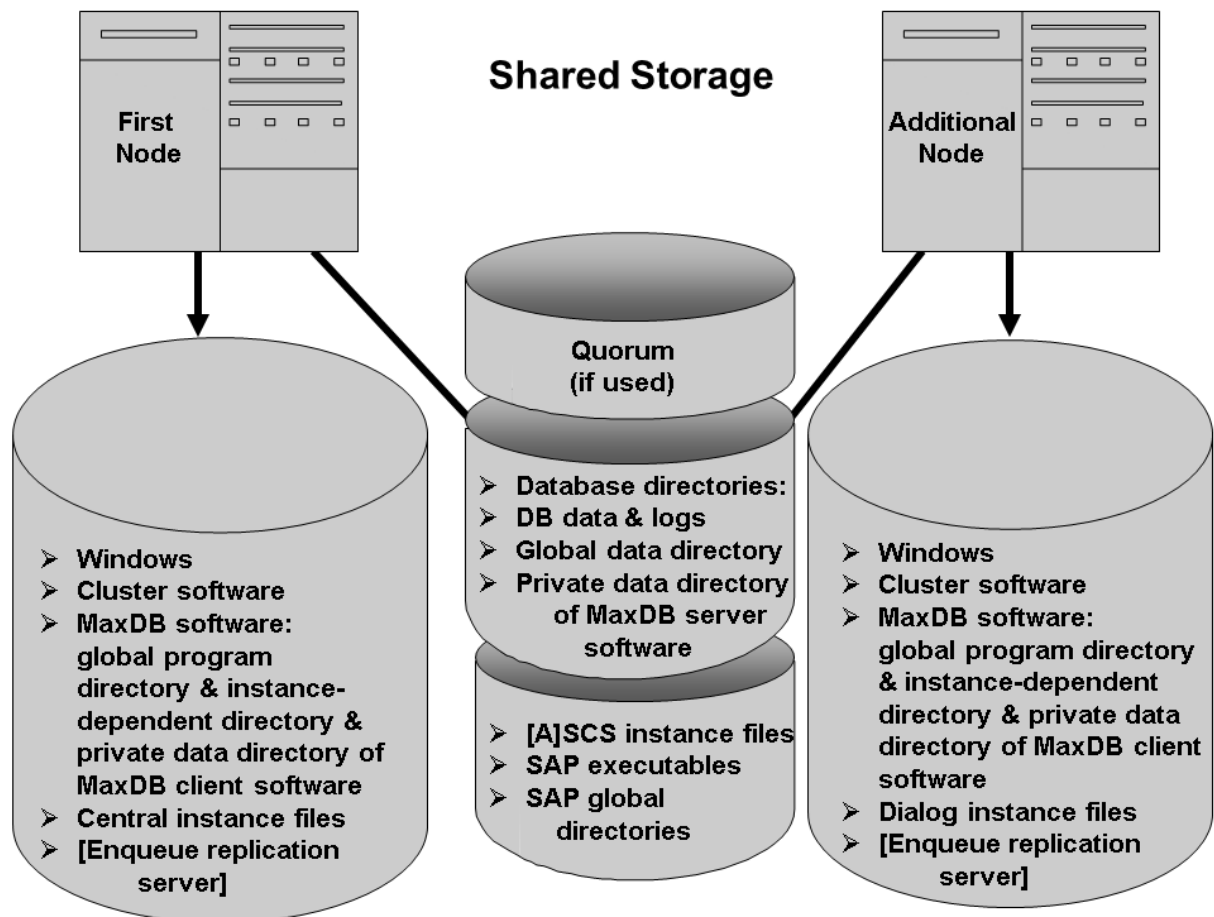 Shared Storage
First
Node
Additional
Node
Quorum
(if used)
➢ Database directories:
➢ DB data & logs
➢ Global data directory
➢ Private data directory
of MaxDB server
software
➢ [A]SCS instance files
➢ SAP executables
➢ SAP global
directories
➢ Windows
➢ Cluster software
➢ MaxDB software:
global program
directory & instance-
dependent directory &
private data directory of
MaxDB client software
➢ Central instance files
➢ [Enqueue replication
server]
➢ Windows
➢ Cluster software
➢ MaxDB software:
global program directory
& instance-dependent
directory & private data
directory of MaxDB client
software
➢ Dialog instance files
➢ [Enqueue replication
server]